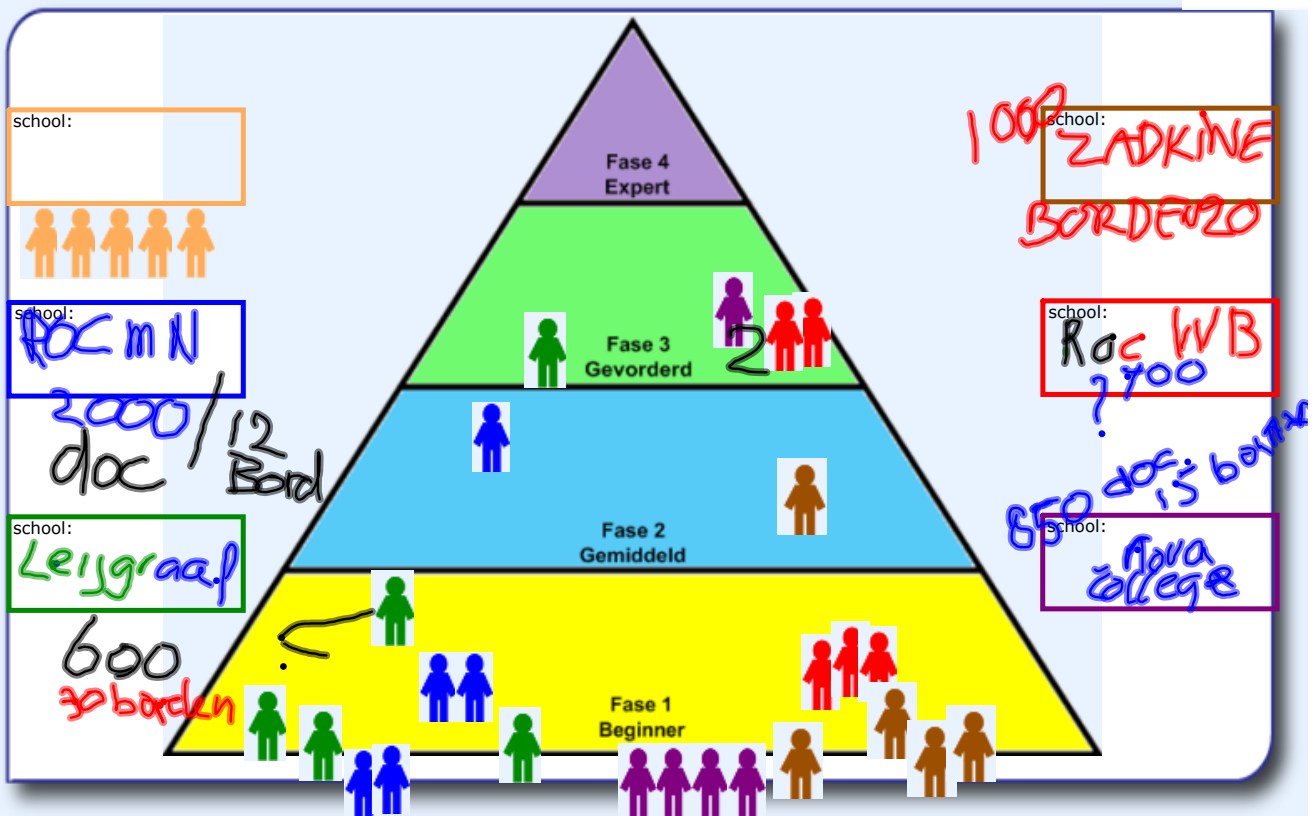 school:
ROC MN
school:
2000 / 12
doc Bord
school:
Leijgraaf
600
30 borden
Fase 4
Expert
Fase 3
Gevorderd
2
Fase 2
Gemiddeld
Fase 1
Beginner
1000
school:
ZADKINE
BORDEN 20
school:
Roc WB
? 700
850 doc.
15 borden
school:
Nova
College